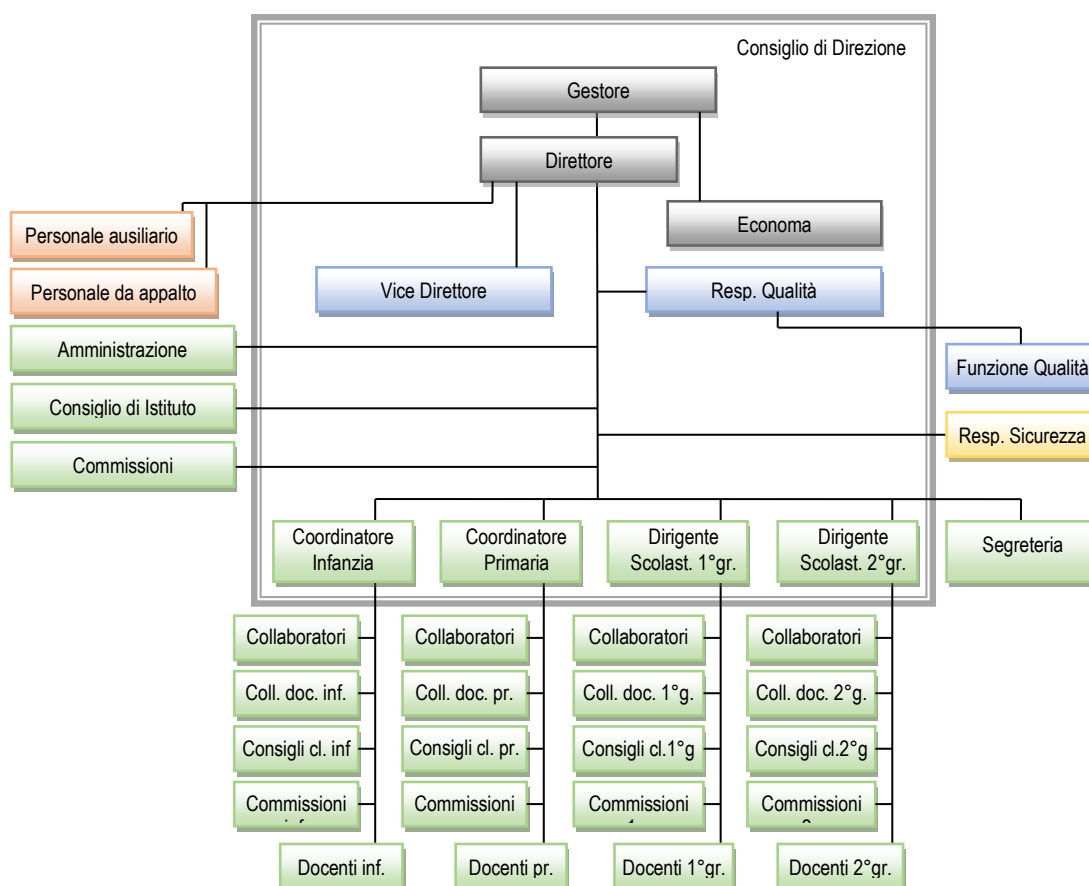 Consiglio di Direzione
Gestore
Direttore
Personale ausiliario
Economa
Personale da appalto
Vice Direttore
Resp. Qualità
Amministrazione
Funzione Qualità
Consiglio di Istituto
Resp. Sicurezza
Commissioni
Coordinatore
Infanzia
Coordinatore
Primaria
Dirigente
Scolast. 1°gr.
Dirigente
Scolast. 2°gr.
Segreteria
Collaboratori
Collaboratori
Collaboratori
Collaboratori
Coll. doc. inf.
Coll. doc. pr.
Coll. doc. 1°g.
Coll. doc. 2°g.
Consigli cl. inf
Consigli cl. pr.
Consigli cl.1°g
Consigli cl.2°g
Commissioni
Commissioni
Commissioni
Commissioni
Docenti inf.
Docenti pr.
Docenti 1°gr.
Docenti 2°gr.